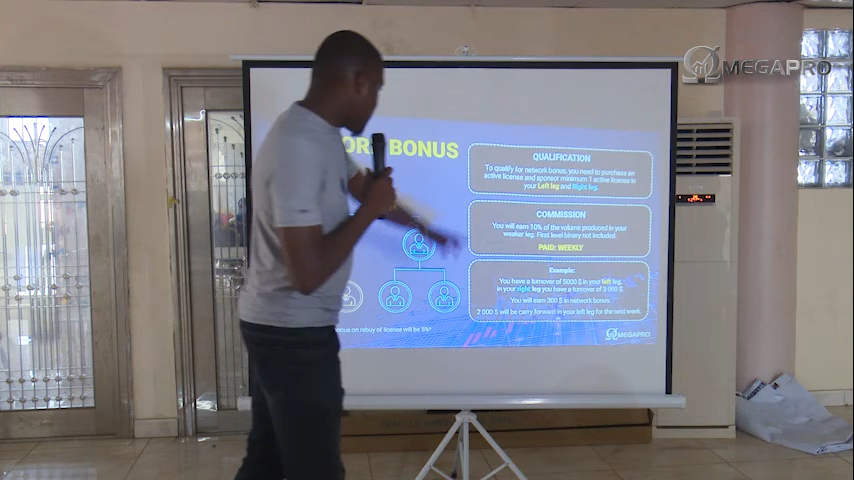 MEGAPRO
BONUS
QUALIFICATION
To qualify for network bonus, you need to purchase an
active license and sponsor minimum 1 active license in
your Left leg and Right leg.
COMMISSION
You will earn 10% of the volume produced in your
weaker leg. First level binary not included.
PAID: WEEKLY
Example:
You have a turnover of 5000 $ in your left leg,
in your right leg you have a turnover of 3 000 $.
You will earn 300 $ in network bonus.
2 000 $ will be carry forward in your left leg for the next week.
on rebuy of license will be 5%*
MEGAPRO